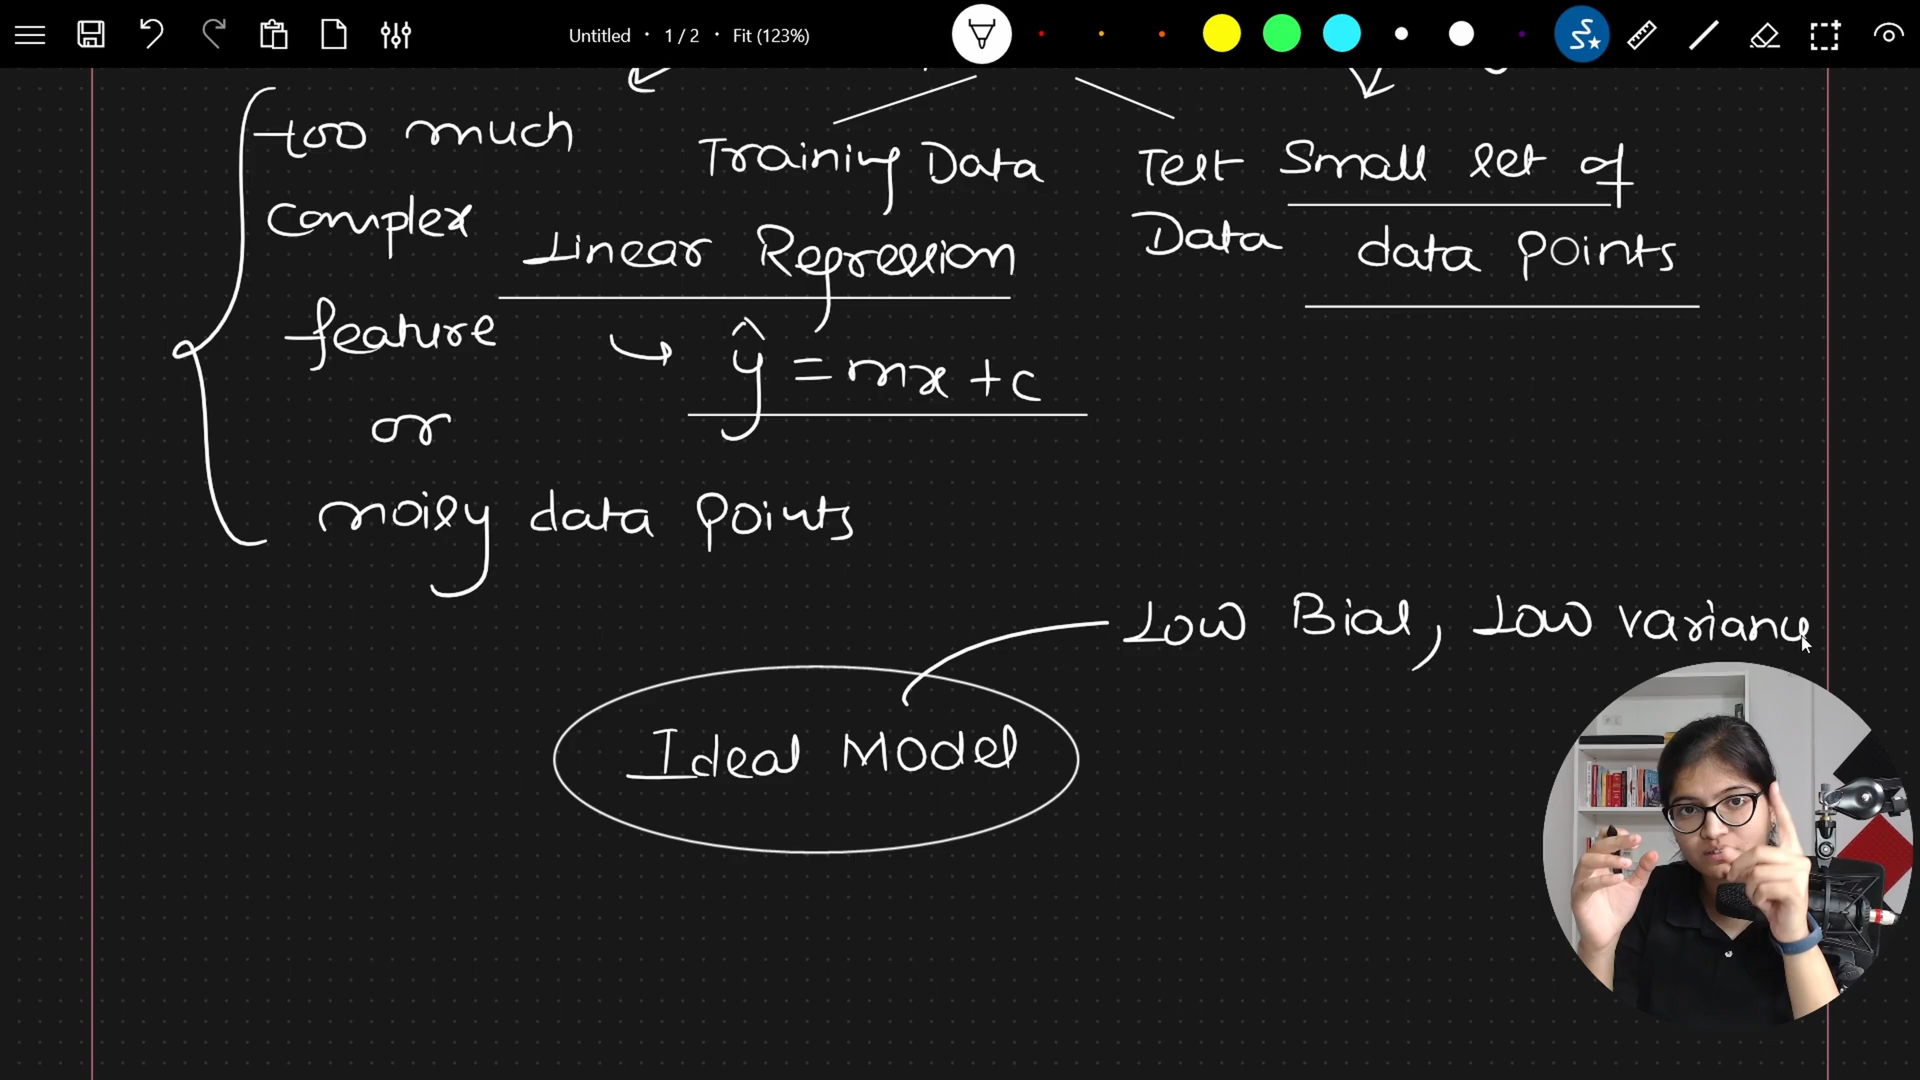 Untitled • 1 / 2 • Fit (123%)
too much
complex
feature
or
noisy data points
Training Data
Linear Regression
ŷ = mx + c
Test
Data
Small set of
data points
Low Bias, Low variance
Ideal Model